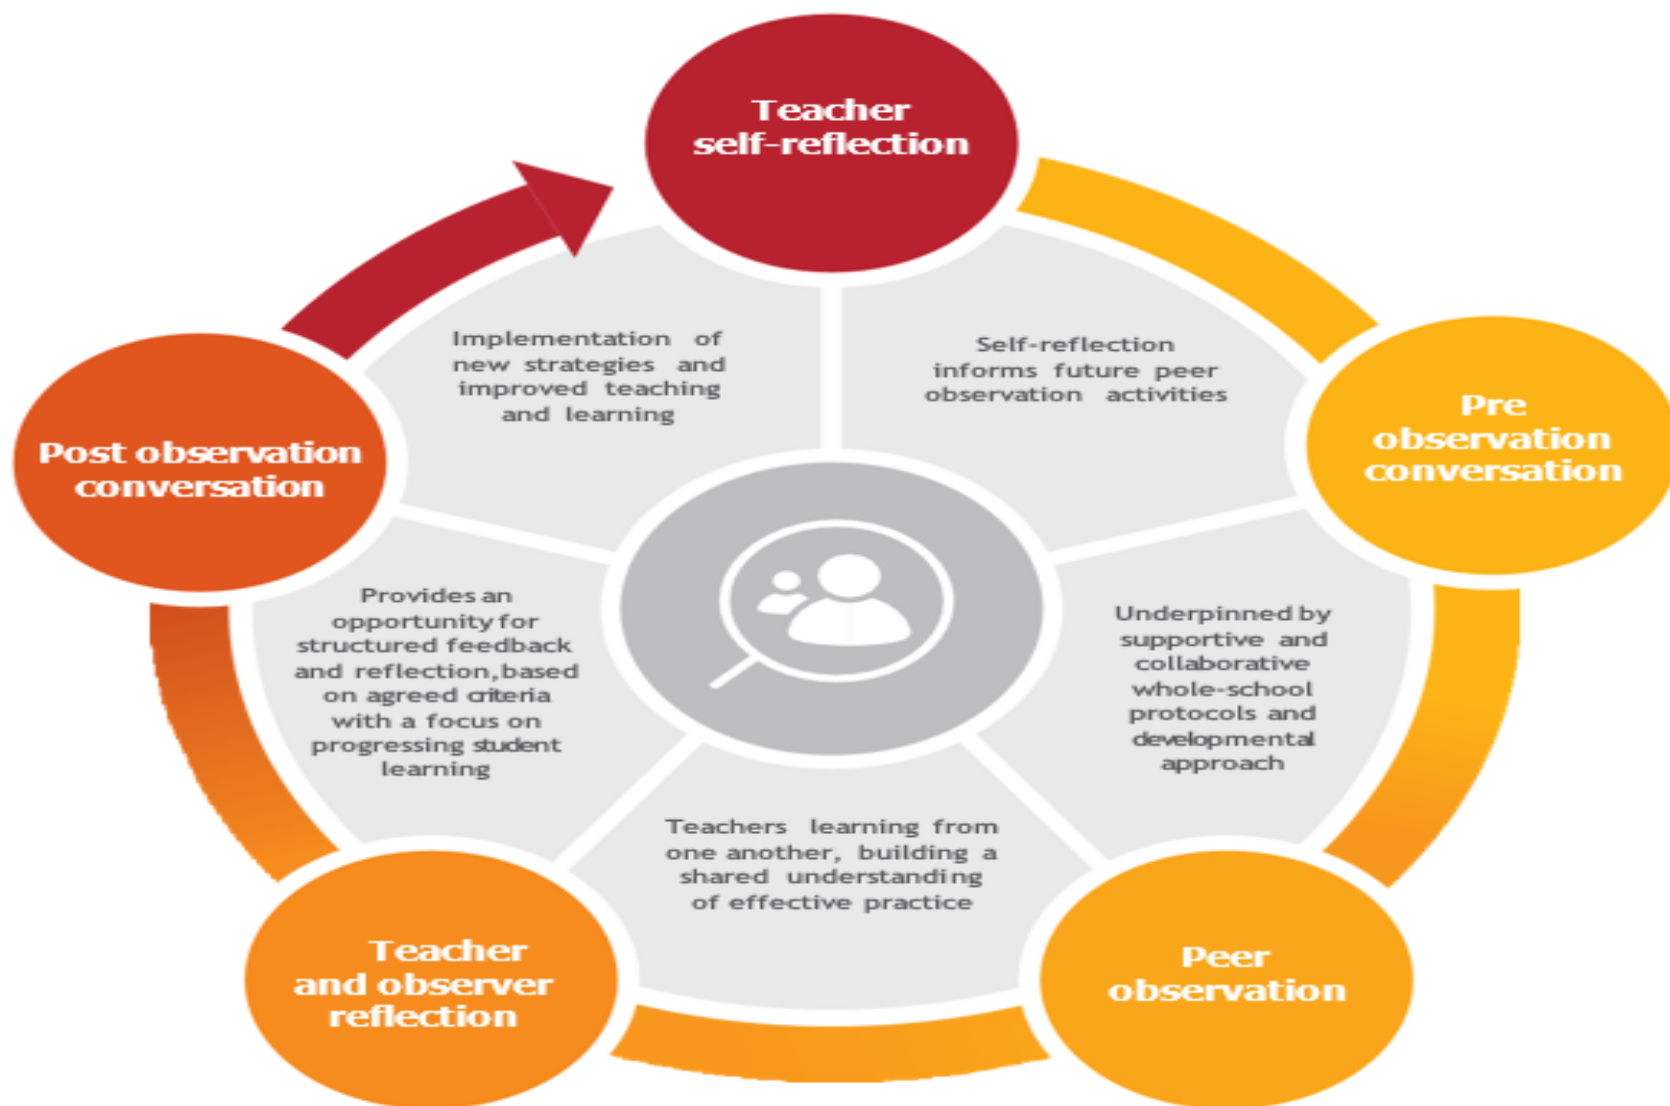 Teacher
self-reflection
Self-reflection
informs future peer
observation activities
Pre
observation
conversation
Underpinned by
supportive and
collaborative
whole-school
protocols and
developmental
approach
Peer
observation
Teachers learning from
one another, building a
shared understanding
of effective practice
Teacher
and observer
reflection
Provides an
opportunity for
structured feedback
and reflection,based
on agreed criteria
with a focus on
progressing student
learning
Post observation
conversation
Implementation of
new strategies and
improved teaching
and learning